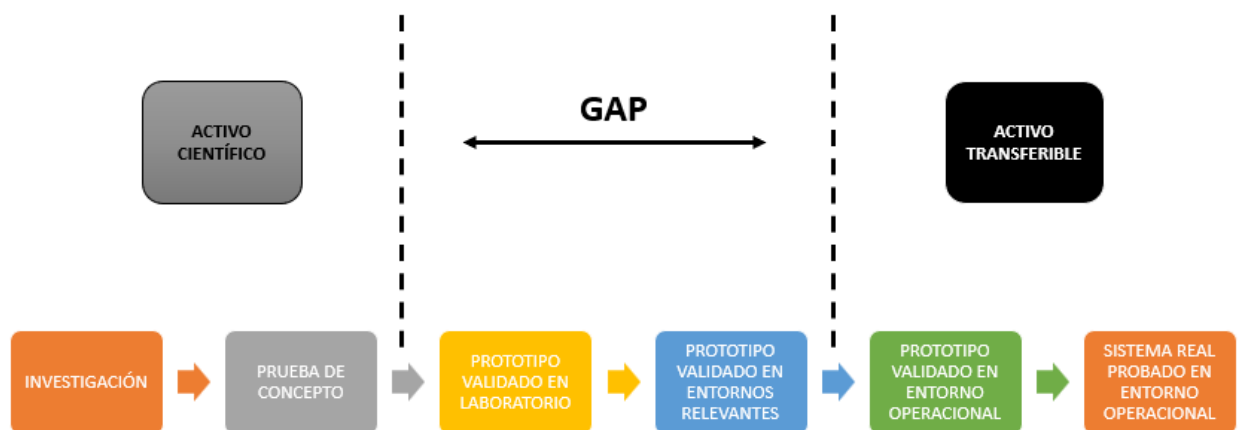 ACTIVO
CIENTÍFICO
GAP
ACTIVO
TRANSFERIBLE
INVESTIGACIÓN
PRUEBA DE
CONCEPTO
PROTOTIPO
VALIDADO EN
LABORATORIO
PROTOTIPO
VALIDADO EN
ENTORNOS
RELEVANTES
PROTOTIPO
VALIDADO EN
ENTORNO
OPERACIONAL
SISTEMA REAL
PROBADO EN
ENTORNO
OPERACIONAL